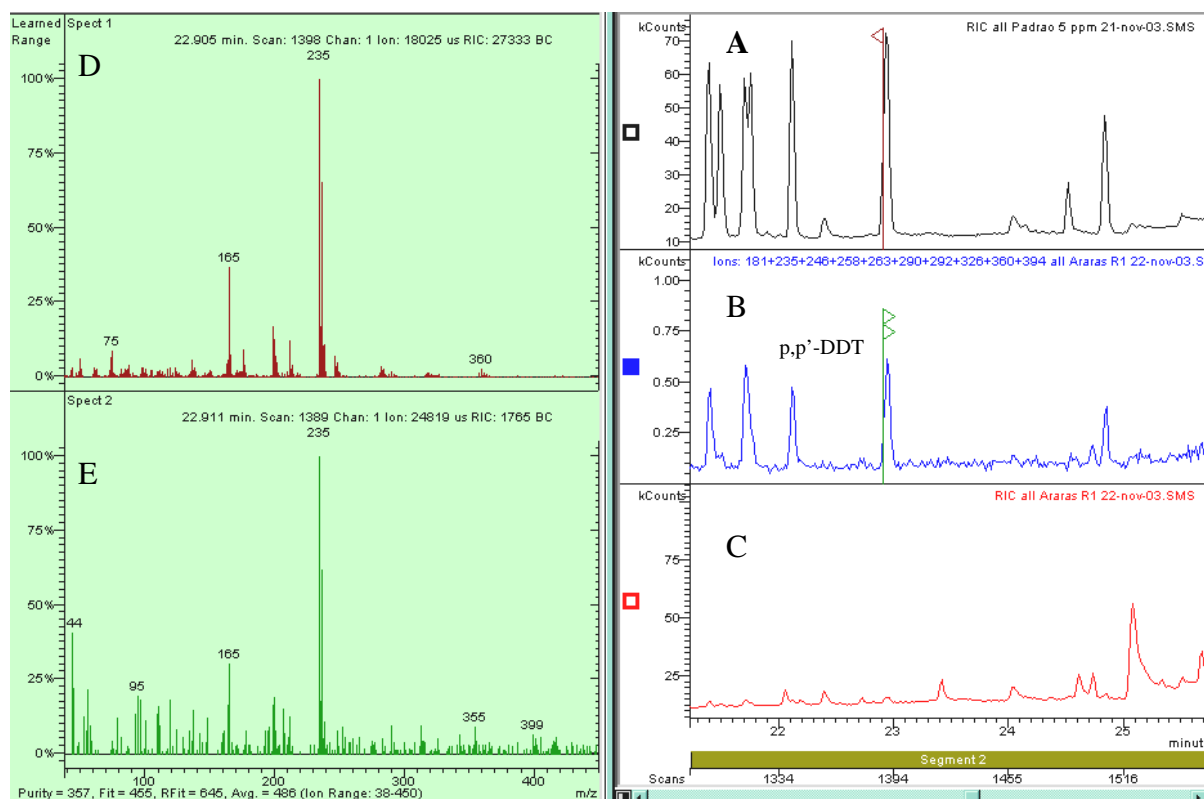 Learned Range
Spect 1
22.905 min. Scan: 1398 Chan: 1 Ion: 18025 us RIC: 27333 BC
D
235
100%
75%
50%
165
25%
75
360
0%
Spect 2
22.911 min. Scan: 1389 Chan: 1 Ion: 24819 us RIC: 1765 BC
235
100%
E
75%
50%
44
165
25%
95
355
399
0%
100
200
300
400
Purity = 357, Fit = 455, RFit = 645, Avg. = 486 (Ion Range: 38-450)
m/z
kCounts
A
RIC all Padrao 5 ppm 21-nov-03.SMS
70
60
50
40
30
20
10
kCounts
Ions: 181+235+246+258+263+290+292+326+360+394 all Araras R1 22-nov-03.S
1.00
B
0.75
p,p'-DDT
0.50
0.25
kCounts
RIC all Araras R1 22-nov-03.SMS
C
75
50
25
22
23
24
25
minut
Segment 2
Scans
1334
1394
1455
1516